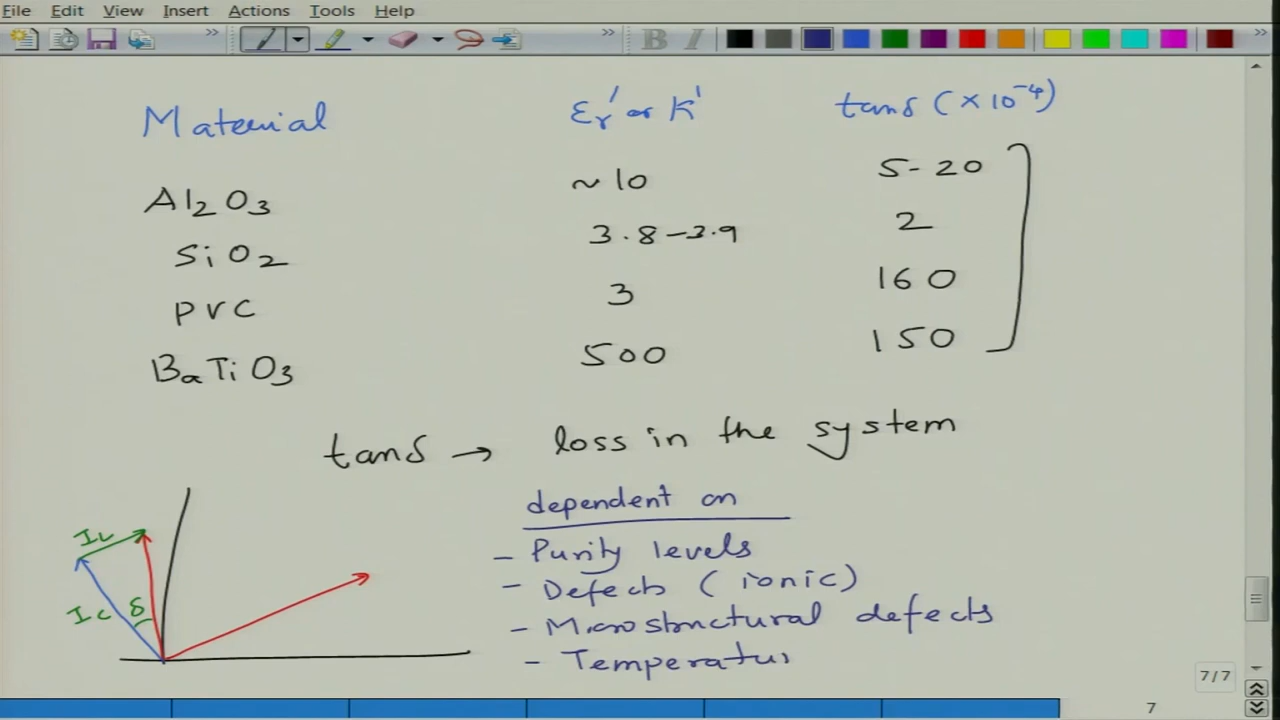 File Edit View Insert Actions Tools Help
B I
Material εr' or K' tanδ (×10⁻⁴)
Al2O3 ~10 5-20
SiO2 3.8-3.9 2
PVC 3 160
BaTiO3 500 150
tanδ → loss in the system
dependent on
- Purity levels
- Defects (ionic)
- Microstructural defects
- Temperatur
IL
IC δ
7/7
7